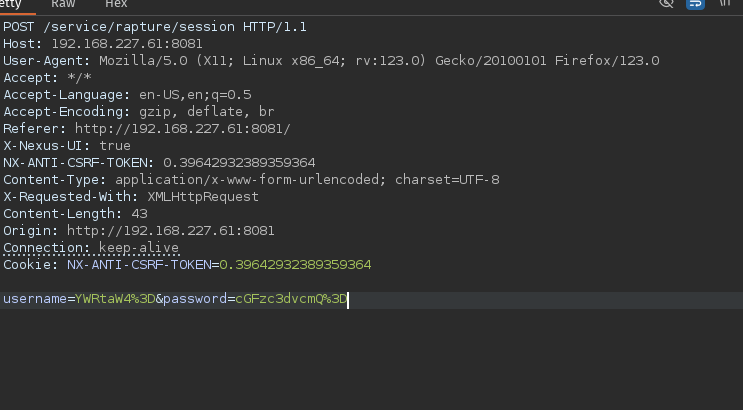 etty Raw Hex \n
POST /service/rapture/session HTTP/1.1
Host: 192.168.227.61:8081
User-Agent: Mozilla/5.0 (X11; Linux x86_64; rv:123.0) Gecko/20100101 Firefox/123.0
Accept: */*
Accept-Language: en-US,en;q=0.5
Accept-Encoding: gzip, deflate, br
Referer: http://192.168.227.61:8081/
X-Nexus-UI: true
NX-ANTI-CSRF-TOKEN: 0.39642932389359364
Content-Type: application/x-www-form-urlencoded; charset=UTF-8
X-Requested-With: XMLHttpRequest
Content-Length: 43
Origin: http://192.168.227.61:8081
Connection: keep-alive
Cookie: NX-ANTI-CSRF-TOKEN=0.39642932389359364
username=YWRtaW4%3D&password=cGFzc3dvcmQ%3D